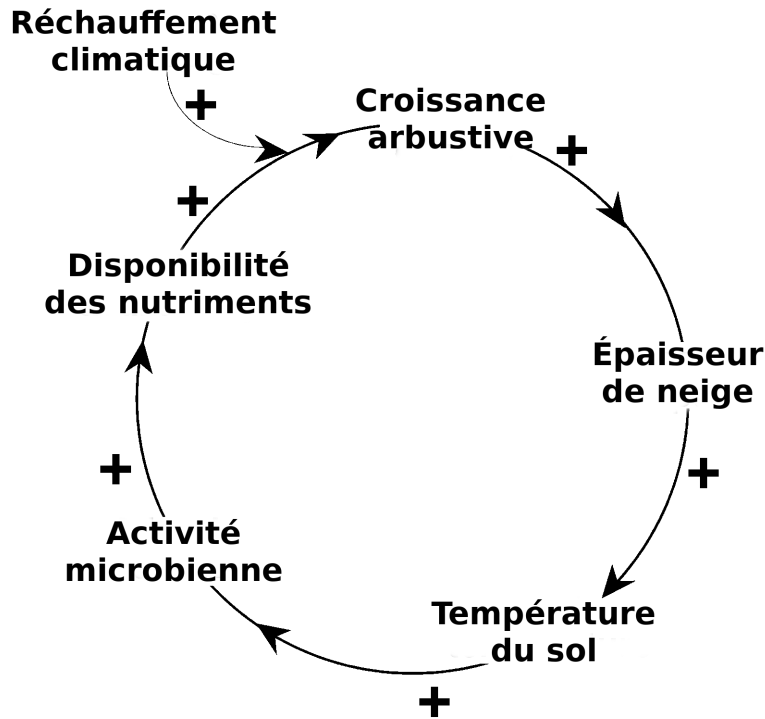 Réchauffement
climatique
+
Croissance
arbustive
+
+
Disponibilité
des nutriments
Épaisseur
de neige
+
+
Activité
microbienne
Température
du sol
+